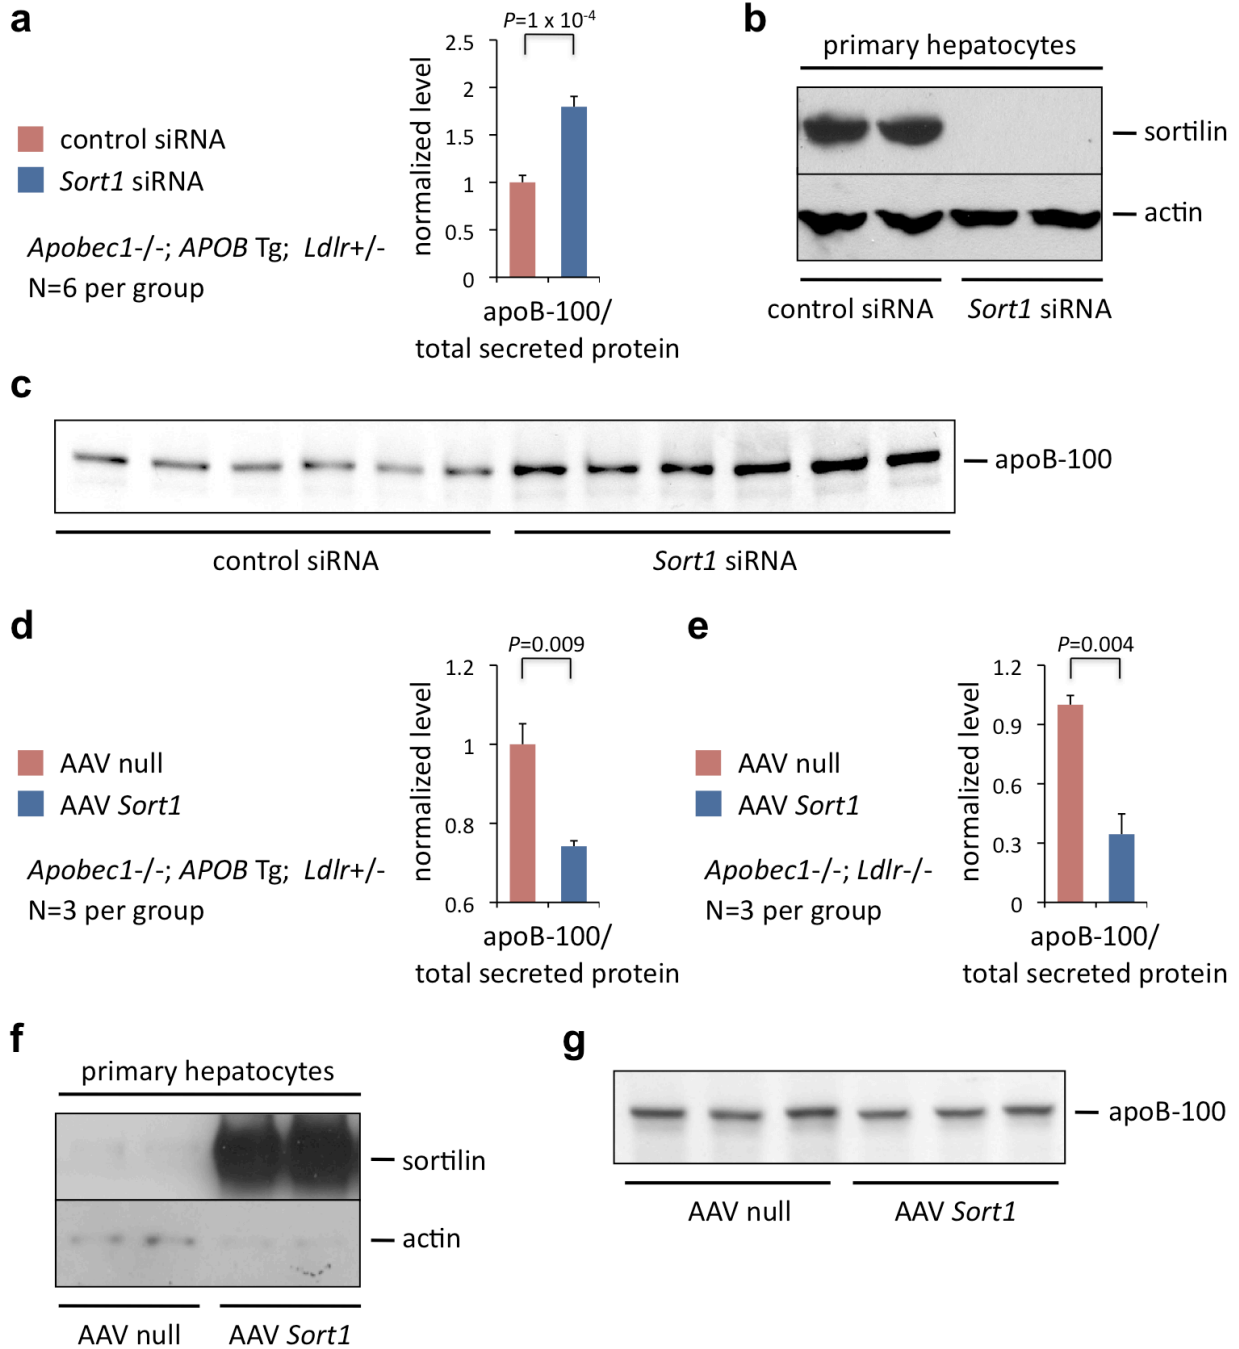 a
control siRNA
Sort1 siRNA
Apobec1-/-; APOB Tg; Ldlr+/-
N=6 per group
P=1 x 10-4
normalized level
2.5
2
1.5
1
0.5
0
apoB-100/
total secreted protein
b
primary hepatocytes
sortilin
actin
control siRNA
Sort1 siRNA
c
apoB-100
control siRNA
Sort1 siRNA
d
AAV null
AAV Sort1
Apobec1-/-; APOB Tg; Ldlr+/-
N=3 per group
P=0.009
normalized level
1.2
1
0.8
0.6
apoB-100/
total secreted protein
e
AAV null
AAV Sort1
Apobec1-/-; Ldlr-/-
N=3 per group
P=0.004
normalized level
1.2
0.9
0.6
0.3
0
apoB-100/
total secreted protein
f
primary hepatocytes
sortilin
actin
AAV null
AAV Sort1
g
apoB-100
AAV null
AAV Sort1